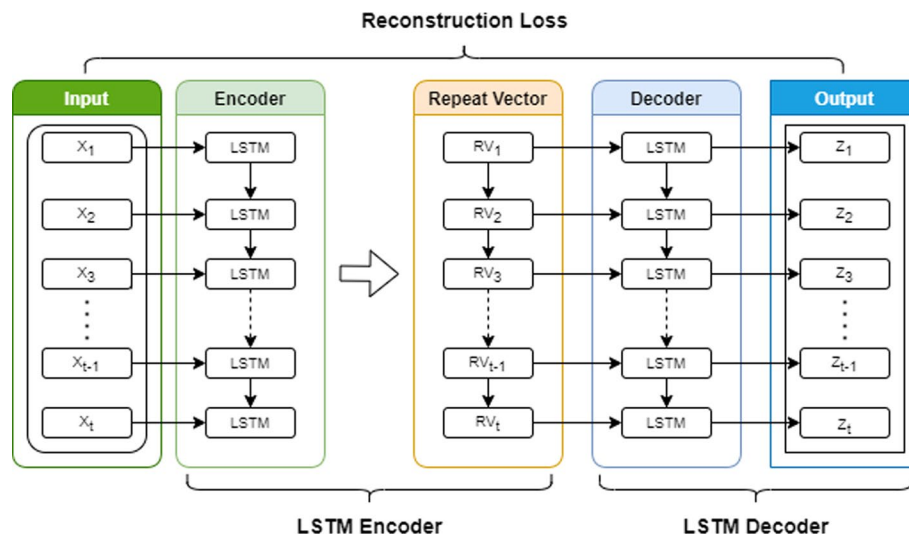 Reconstruction Loss
Input Encoder Repeat Vector Decoder Output
X₁ LSTM RV₁ LSTM Z₁
X₂ LSTM RV₂ LSTM Z₂
X₃ LSTM RV₃ LSTM Z₃
Xₜ₋₁ LSTM RVₜ₋₁ LSTM Zₜ₋₁
Xₜ LSTM RVₜ LSTM Zₜ
LSTM Encoder LSTM Decoder